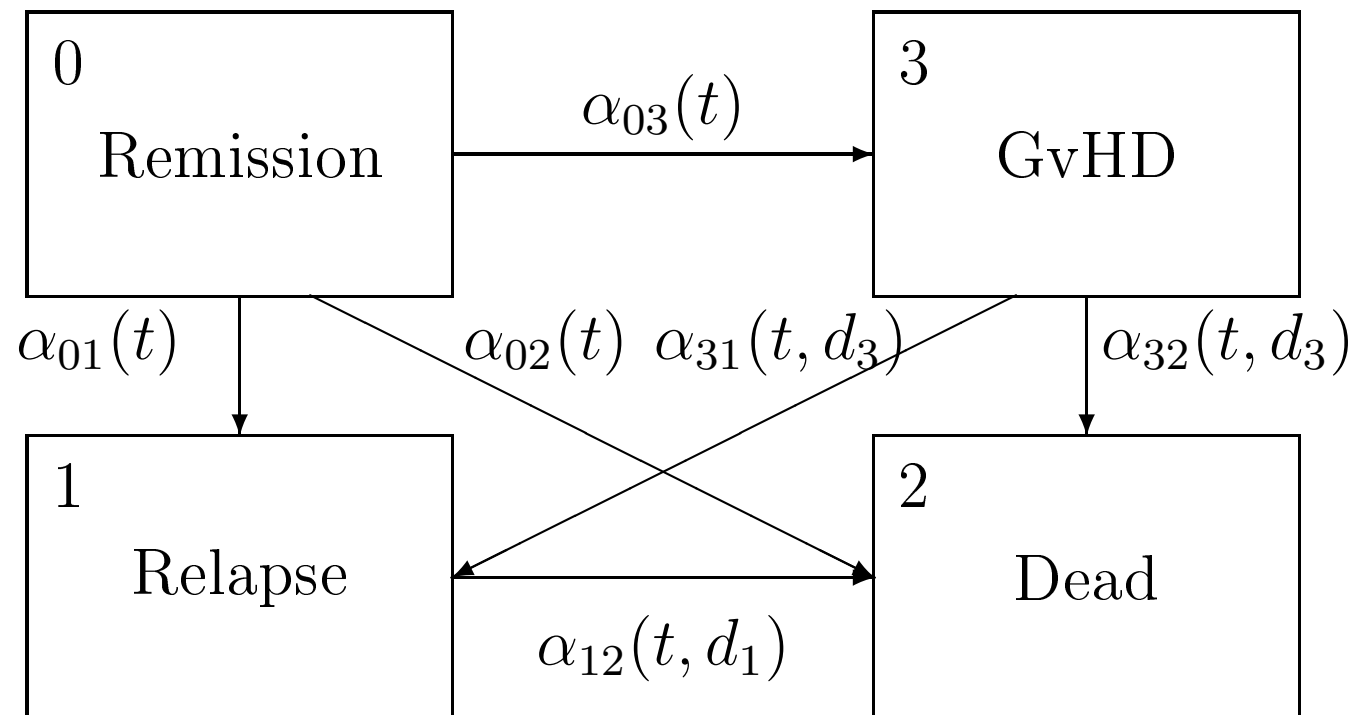 0
Remission
α₀₃(t)
3
GvHD
α₀₁(t)
α₀₂(t)
α₃₁(t, d₃)
α₃₂(t, d₃)
1
Relapse
α₁₂(t, d₁)
2
Dead